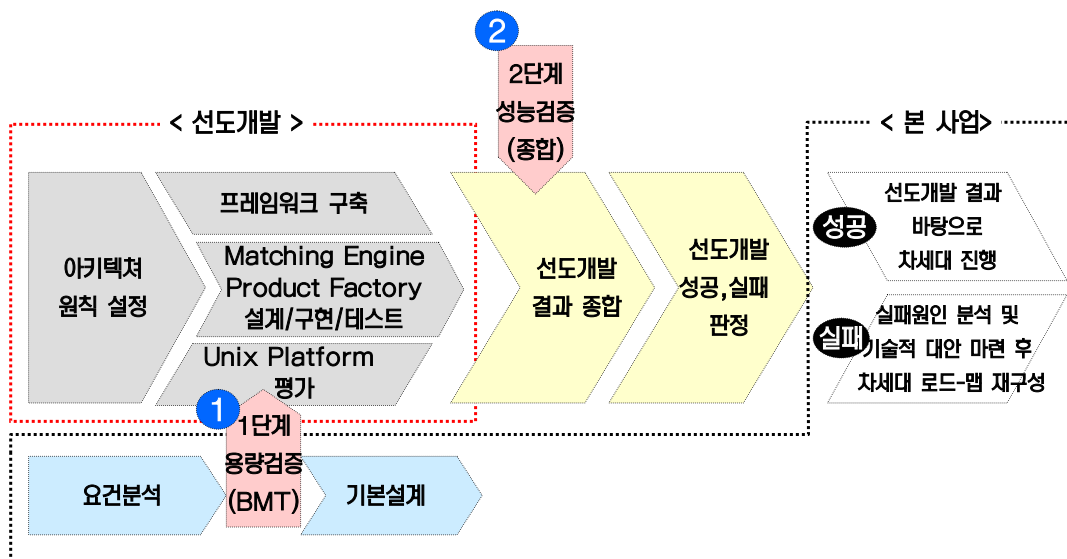 2
2단계
성능검증
(종합)
< 선도개발 >
< 본 사업>
아키텍쳐
원칙 설정
프레임워크 구축
Matching Engine
Product Factory
설계/구현/테스트
Unix Platform
평가
선도개발
결과 종합
선도개발
성공,실패
판정
성공
선도개발 결과
바탕으로
차세대 진행
실패
실패원인 분석 및
기술적 대안 마련 후
차세대 로드-맵 재구성
1
1단계
용량검증
(BMT)
요건분석
기본설계